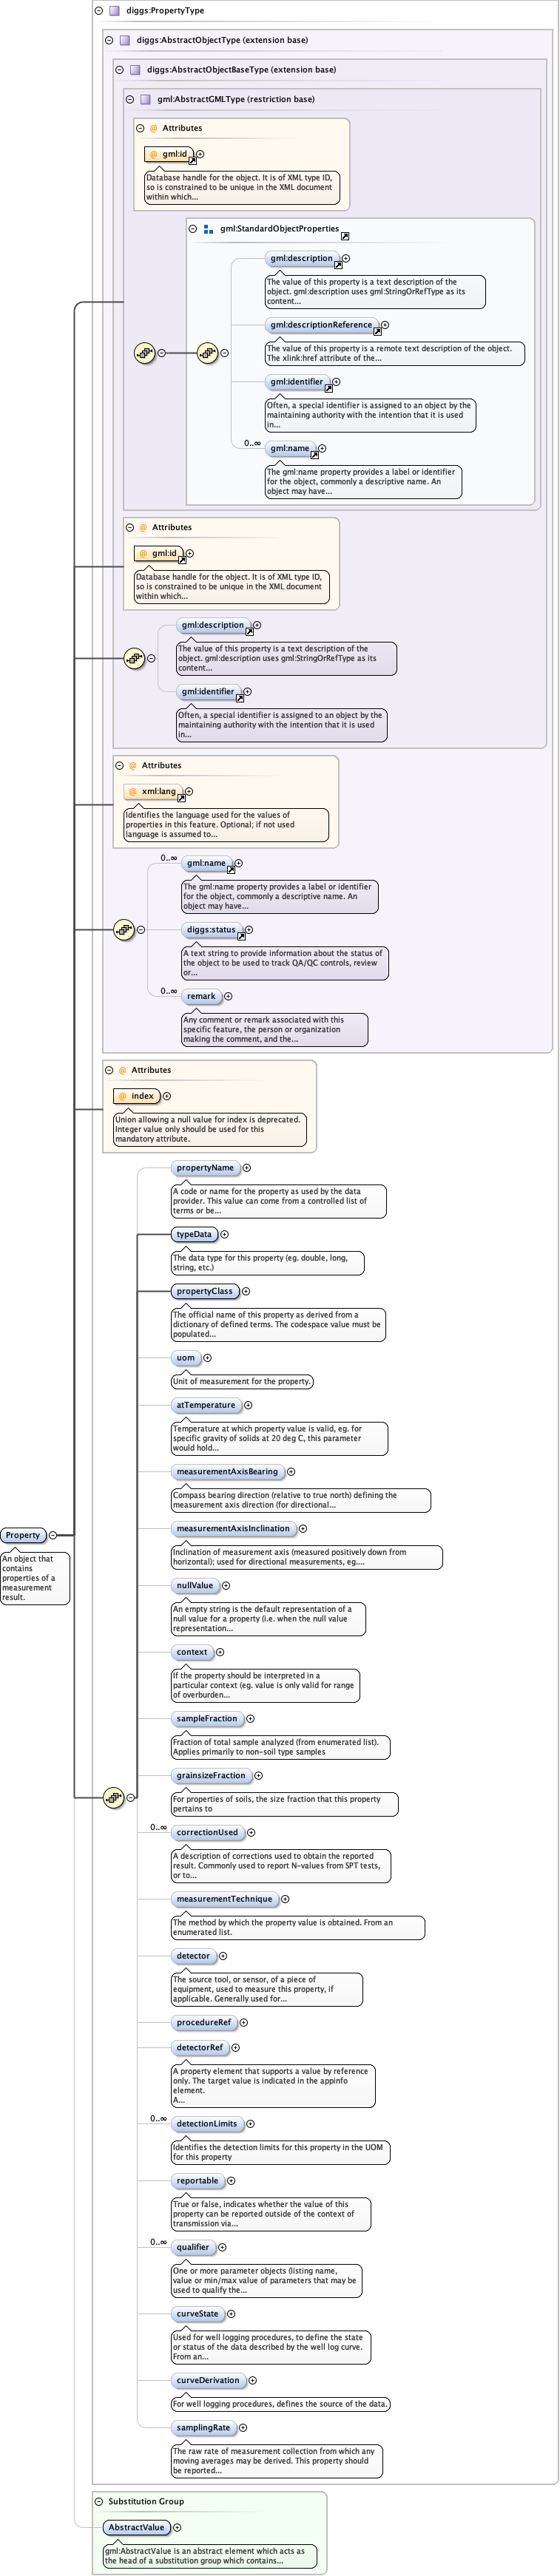 diggs:PropertyType
diggs:AbstractObjectType (extension base)
diggs:AbstractObjectBaseType (extension base)
gml:AbstractGMLType (restriction base)
@ Attributes
@ gml:id
Database handle for the object. It is of XML type ID,
so is constrained to be unique in the XML document
within which...
gml:StandardObjectProperties
gml:description
The value of this property is a text description of the
object. gml:description uses gml:StringOrRefType as its
content...
gml:descriptionReference
The value of this property is a remote text description of the object.
The xlink:href attribute of the...
gml:identifier
Often, a special identifier is assigned to an object by the
maintaining authority with the intention that it is used
in...
0..∞
gml:name
The gml:name property provides a label or identifier
for the object, commonly a descriptive name. An
object may have...
@ Attributes
@ gml:id
Database handle for the object. It is of XML type ID,
so is constrained to be unique in the XML document
within which...
gml:description
The value of this property is a text description of the
object. gml:description uses gml:StringOrRefType as its
content...
gml:identifier
Often, a special identifier is assigned to an object by the
maintaining authority with the intention that it is used
in...
@ Attributes
@ xml:lang
Identifies the language used for the values of
properties in this feature. Optional; if not used
language is assumed to...
0..∞
gml:name
The gml:name property provides a label or identifier
for the object, commonly a descriptive name. An
object may have...
diggs:status
A text string to provide information about the status of
the object to be used to track QA/QC controls, review
or...
0..∞
remark
Any comment or remark associated with this
specific feature, the person or organization
making the comment, and the...
@ Attributes
@ index
Union allowing a null value for index is deprecated.
Integer value only should be used for this
mandatory attribute.
propertyName
A code or name for the property as used by the data
provider. This value can come from a controlled list of
terms or be...
typeData
The data type for this property (eg. double, long,
string, etc.)
propertyClass
The official name of this property as derived from a
dictionary of defined terms. The codespace value must be
populated...
uom
Unit of measurement for the property.
atTemperature
Temperature at which property value is valid, eg. for
specific gravity of solids at 20 deg C, this parameter
would hold...
measurementAxisBearing
Compass bearing direction (relative to true north) defining the
measurement axis direction (for directional...
measurementAxisInclination
Inclination of measurement axis (measured positively down from
horizontal); used for directional measurements, eg....
Property
An object that
contains
properties of a
measurement
result.
nullValue
An empty string is the default representation of a
null value for a property (i.e. when the null value
representation...
context
If the property should be interpreted in a
particular context (eg. value is only valid for range
of overburden...
sampleFraction
Fraction of total sample analyzed (from enumerated list).
Applies primarily to non-soil type samples
grainsizeFraction
For properties of soils, the size fraction that this property
pertains to
0..∞
correctionUsed
A description of corrections used to obtain the reported
result. Commonly used to report N-values from SPT tests,
or to...
measurementTechnique
The method by which the property value is obtained. From an
enumerated list.
detector
The source tool, or sensor, of a piece of
equipment, used to measure this property, if
applicable. Generally used for...
procedureRef
detectorRef
A property element that supports a value by reference
only. The target value is indicated in the appinfo
element.
A...
0..∞
detectionLimits
Identifies the detection limits for this property in the UOM
for this property
reportable
True or false, indicates whether the value of this
property can be reported outside of the context of
transmission via...
0..∞
qualifier
One or more parameter objects (listing name,
value or min/max value of parameters that may be
used to qualify the...
curveState
Used for well logging procedures, to define the state
or status of the data described by the well log curve.
From an...
curveDerivation
For well logging procedures, defines the source of the data.
samplingRate
The raw rate of measurement collection from which any
moving averages may be derived. This property should
be reported...
Substitution Group
AbstractValue
gml:AbstractValue is an abstract element which acts as
the head of a substitution group which contains...